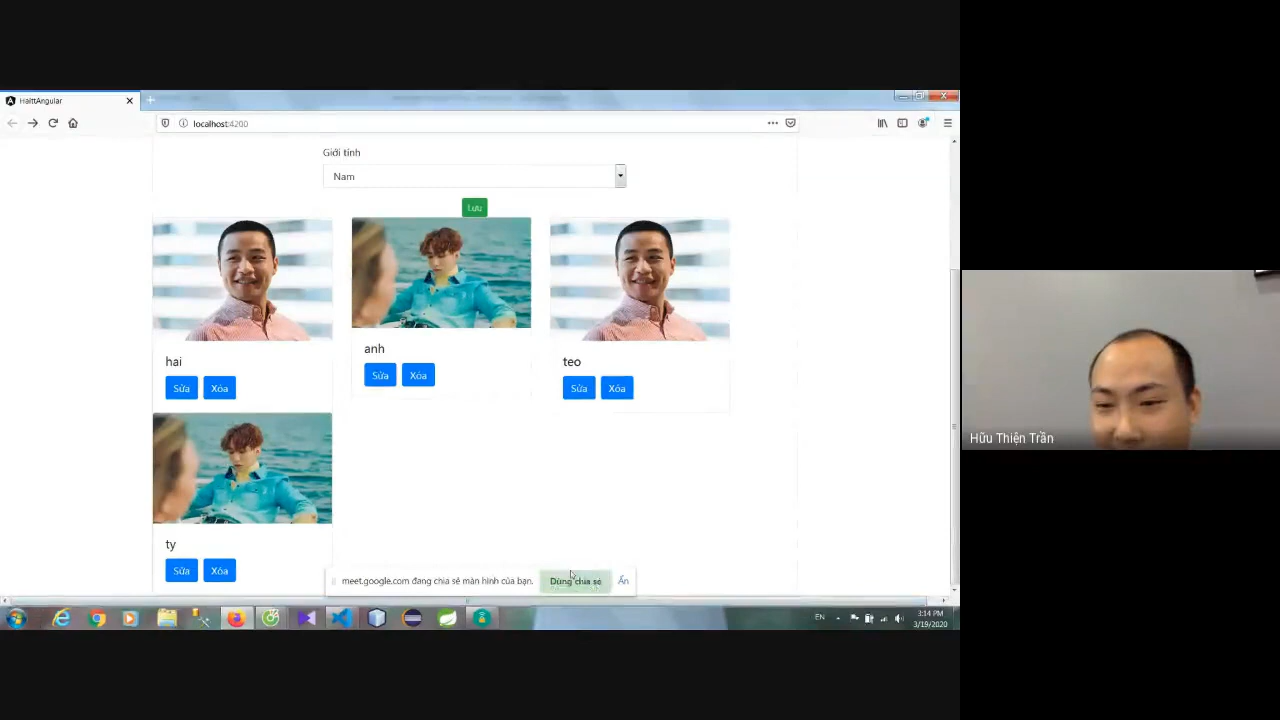 HaittAngular
localhost:4200
Giới tính
Nam
Lưu
hai
Sửa Xóa
anh
Sửa Xóa
teo
Sửa Xóa
ty
Sửa Xóa
meet.google.com đang chia sẻ màn hình của bạn. Dừng chia sẻ Ẩn
EN
3:14 PM
3/19/2020
Hữu Thiện Trần